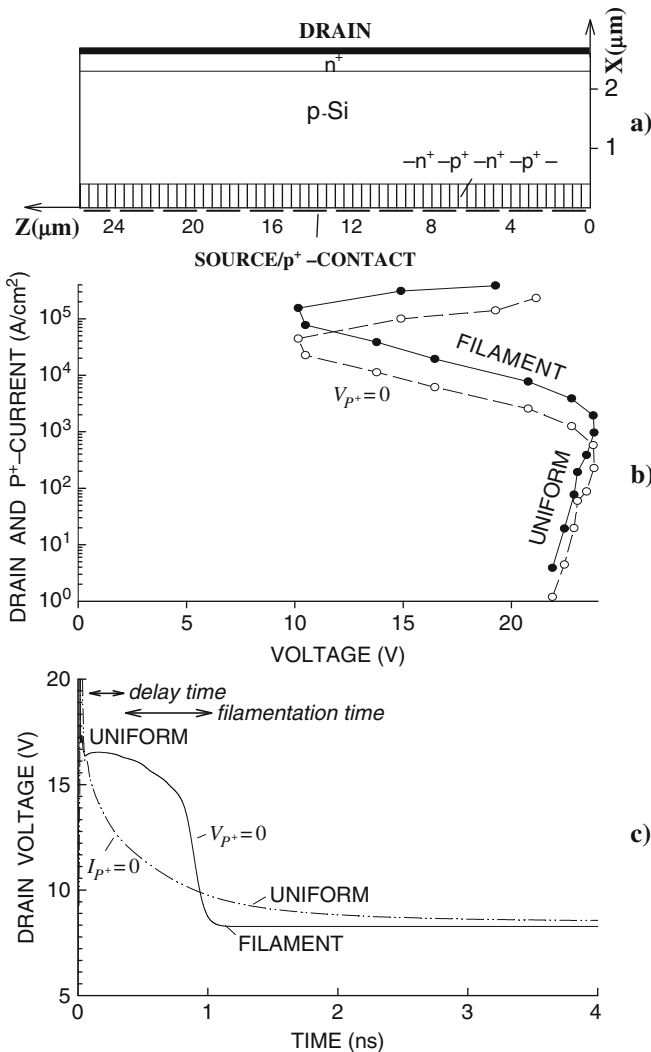 DRAIN
n+
X(μm)
2
p-Si
a)
–n+ –p+ –n+ –p+ –
1
Z(μm) 24 20 16 12 8 4 0
SOURCE/p+ –CONTACT
DRAIN AND P+–CURRENT (A/cm2)
10^5
10^4
10^3
10^2
10^1
10^0
FILAMENT
V_P+=0
UNIFORM
b)
0 5 10 15 20
VOLTAGE (V)
DRAIN VOLTAGE (V)
20
15
10
5
delay time
filamentation time
UNIFORM
V_P+=0
c)
I_P+=0
UNIFORM
FILAMENT
0 1 2 3 4
TIME (ns)